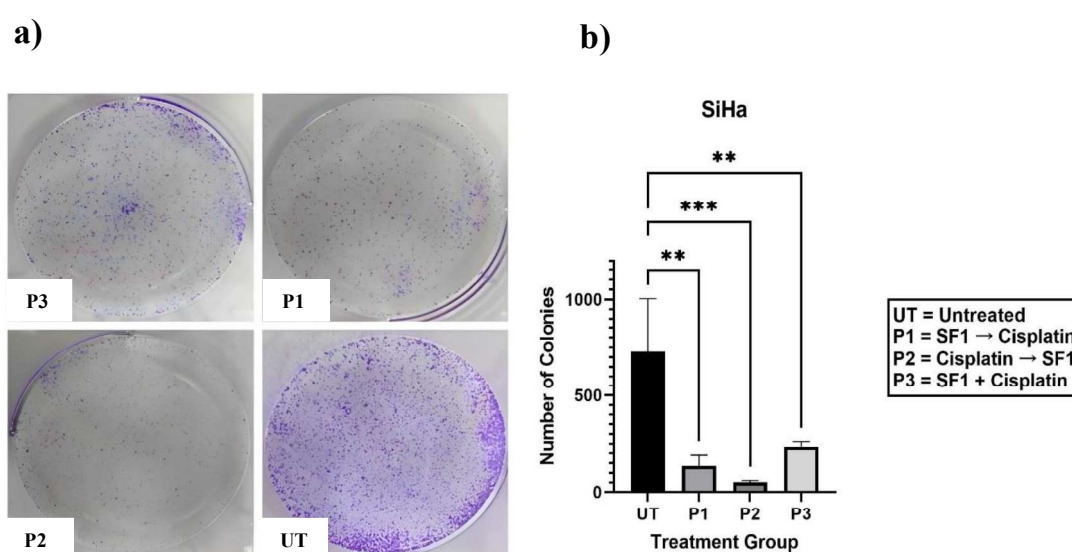 a)
b)
P3
P1
P2
UT
SiHa
**
***
**
Number of Colonies
1000
500
0
UT P1 P2 P3
Treatment Group
UT = Untreated
P1 = SF1 → Cisplatin
P2 = Cisplatin → SF1
P3 = SF1 + Cisplatin